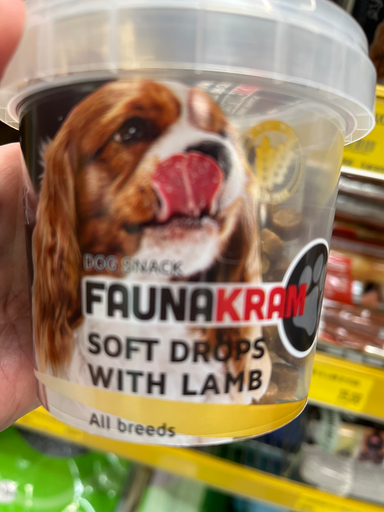 DOG SNACK
FAUNAKRAM
SOFT DROPS
WITH LAMB
All breeds